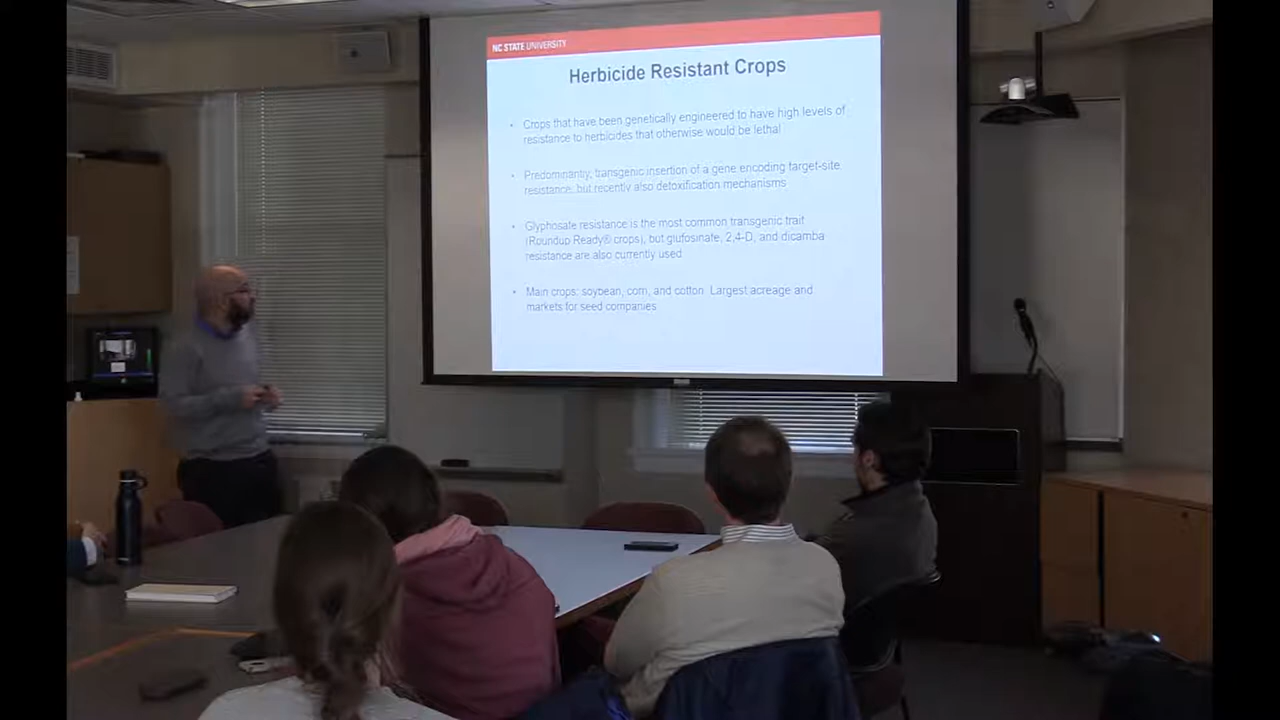 NC STATE UNIVERSITY
Herbicide Resistant Crops
• Crops that have been genetically engineered to have high levels of
resistance to herbicides that otherwise would be lethal
• Predominantly, transgenic insertion of a gene encoding target-site
resistance, but recently also detoxification mechanisms
• Glyphosate resistance is the most common transgenic trait
(Roundup Ready® crops), but glufosinate, 2,4-D, and dicamba
resistance are also currently used
• Main crops: soybean, corn, and cotton. Largest acreage and
markets for seed companies